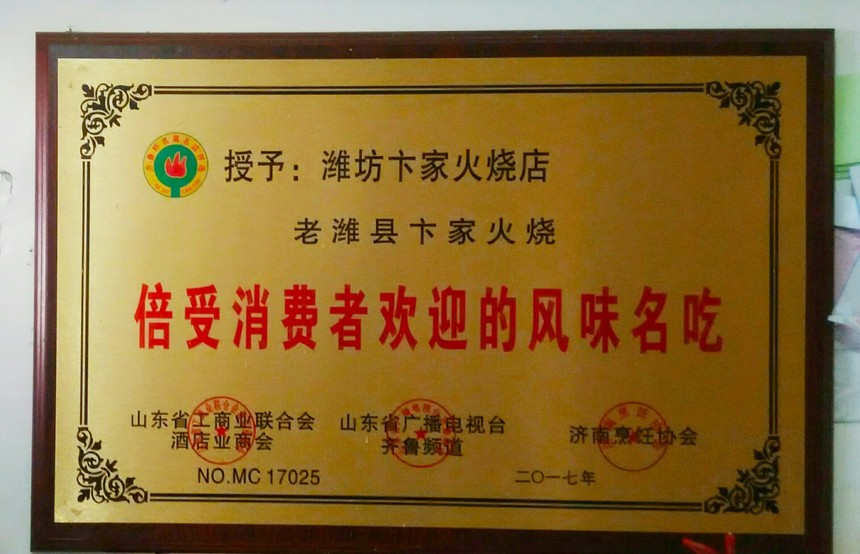 授予：潍坊卞家火烧店
老潍县卞家火烧
倍受消费者欢迎的风味名吃
山东省工商业联合会
酒店业商会
山东省广播电视台
齐鲁频道
济南烹饪协会
NO.MC 17025
二〇一七年